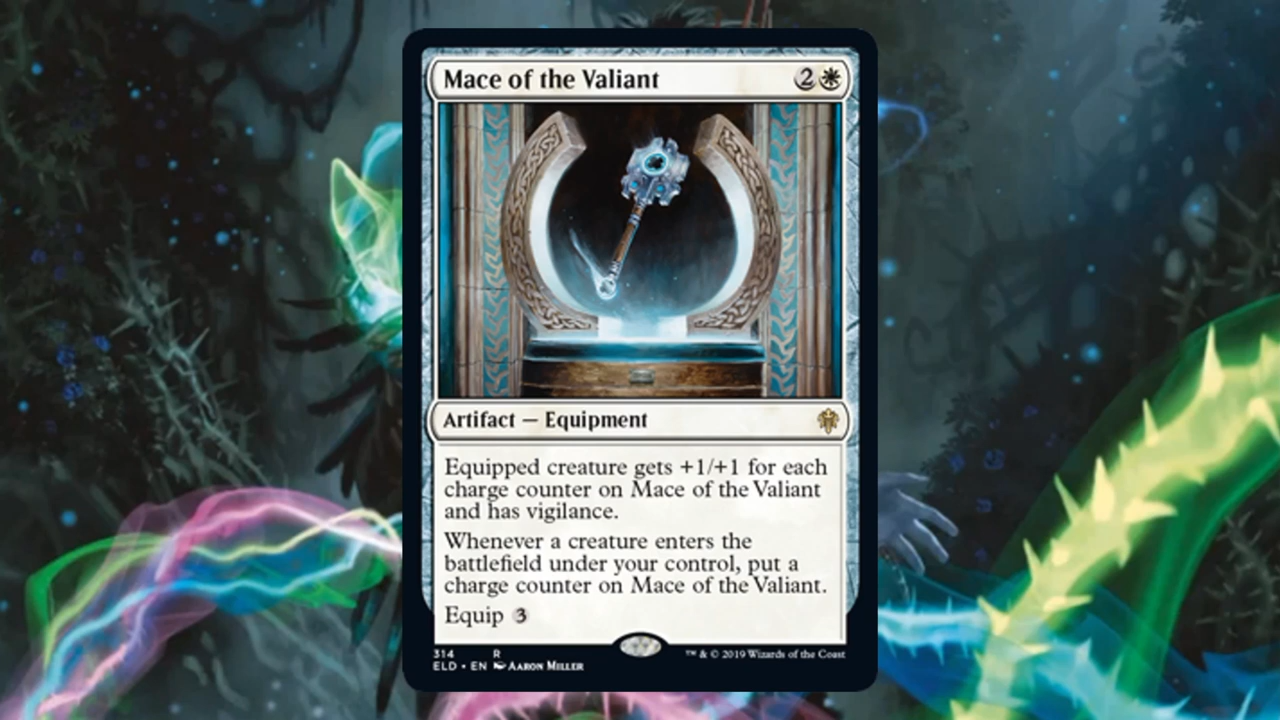 Mace of the Valiant 2
Artifact — Equipment
Equipped creature gets +1/+1 for each
charge counter on Mace of the Valiant
and has vigilance.
Whenever a creature enters the
battlefield under your control, put a
charge counter on Mace of the Valiant.
Equip 3
314 R
ELD • EN AARON MILLER
™ & © 2019 Wizards of the Coast